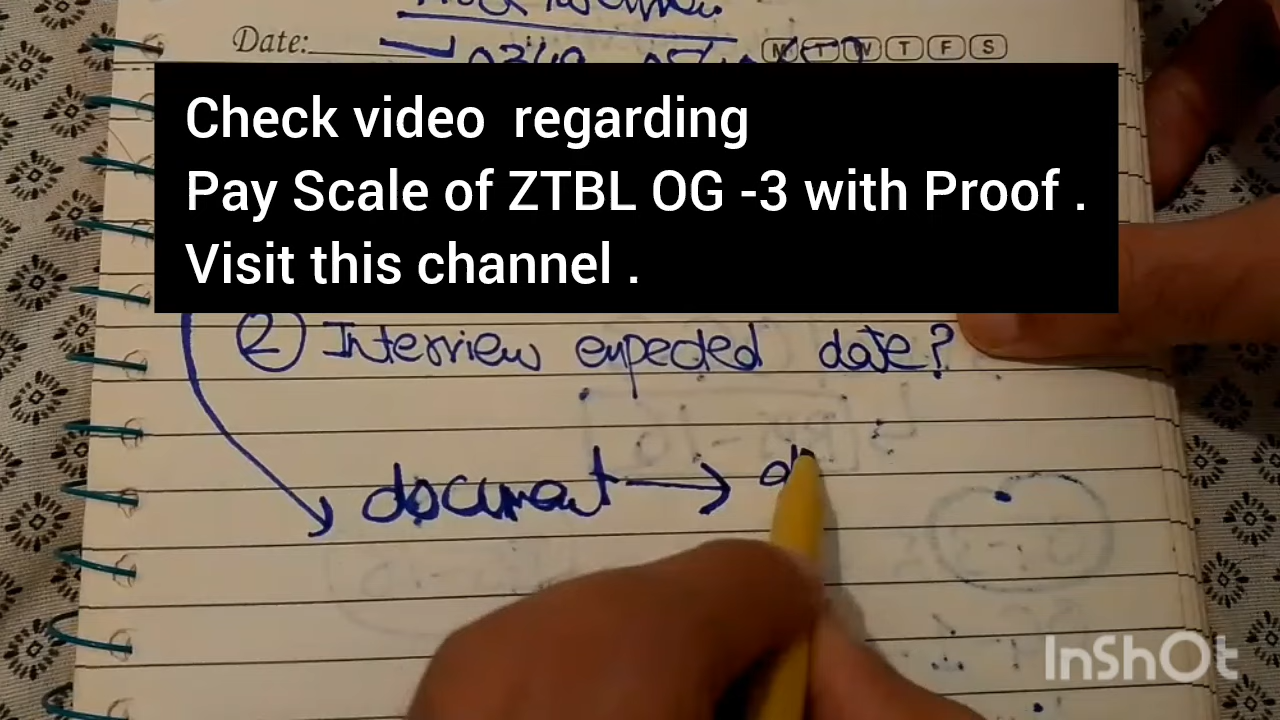 Date:
M T W T F S
Check video regarding
Pay Scale of ZTBL OG -3 with Proof .
Visit this channel .
2 Interview expected date?
document → d
InShOt